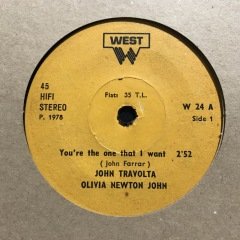 WEST
W
45
HIFI
STEREO
P. 1978
Fiatı 35 T.L.
W 24 A
Side 1
You're the one that I want 2'52
( John Farrar )
JOHN TRAVOLTA
OLIVIA NEWTON JOHN